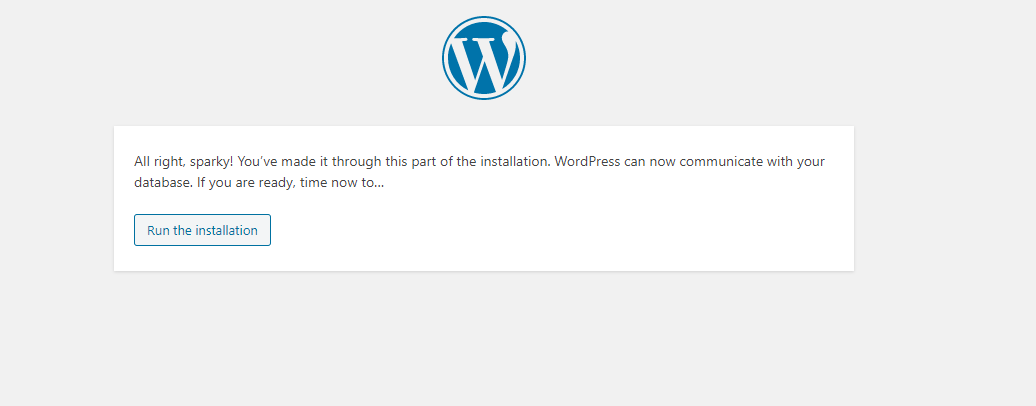 All right, sparky! You’ve made it through this part of the installation. WordPress can now communicate with your
database. If you are ready, time now to…
Run the installation